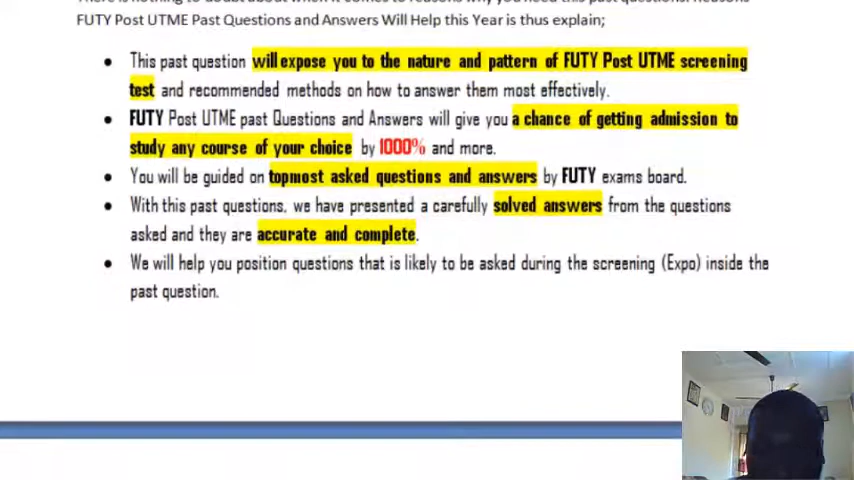 FUTY Post UTME Past Questions and Answers Will Help this Year is thus explain;
This past question will expose you to the nature and pattern of FUTY Post UTME screening
test and recommended methods on how to answer them most effectively.
FUTY Post UTME past Questions and Answers will give you a chance of getting admission to
study any course of your choice by 1000% and more.
You will be guided on topmost asked questions and answers by FUTY exams board.
With this past questions, we have presented a carefully solved answers from the questions
asked and they are accurate and complete.
We will help you position questions that is likely to be asked during the screening (Expo) inside the
past question.